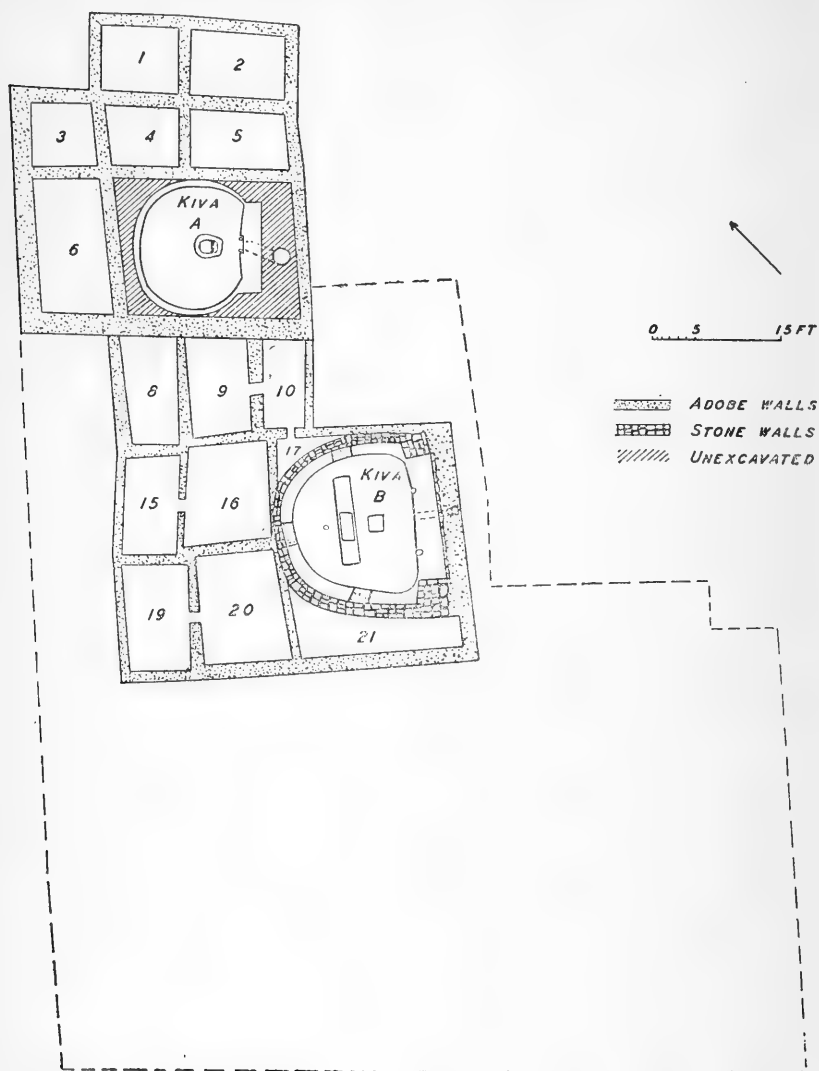 1
2
3
4
5
KIVA
A
6
0 5 15 FT
ADOBE WALLS
STONE WALLS
UNEXCAVATED
8
9
10
17
KIVA
B
15
16
19
20
21